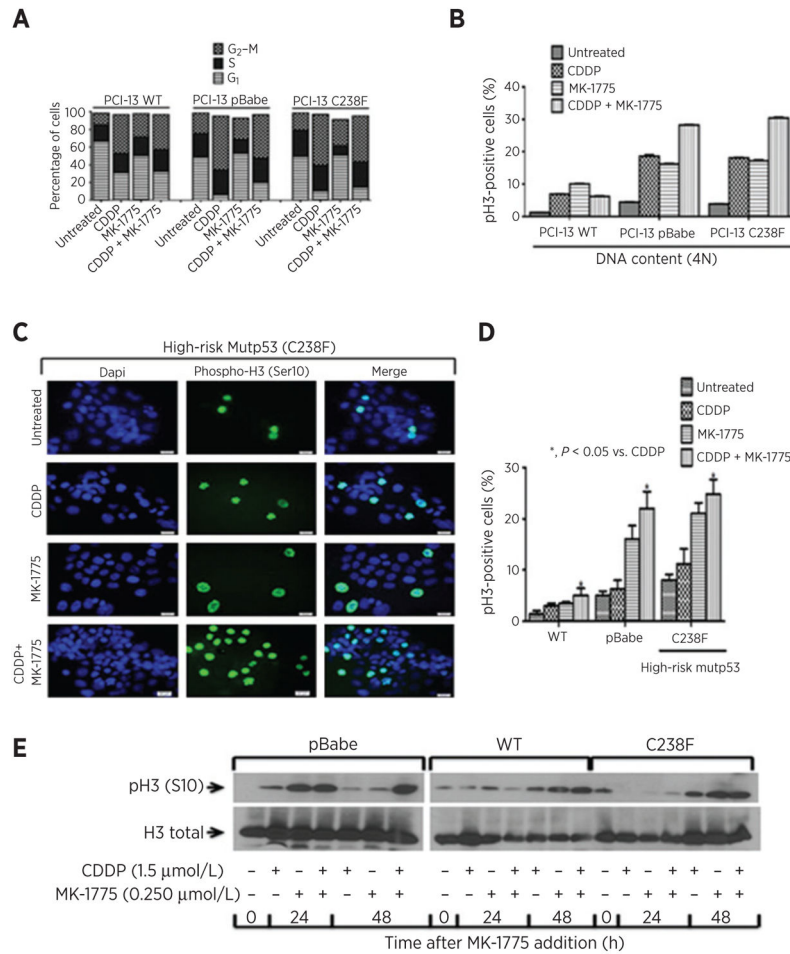 A
G2–M
S
G1
PCI-13 WT PCI-13 pBabe PCI-13 C238F
Percentage of cells
100
80
60
40
20
0
Untreated CDDP MK-1775 CDDP + MK-1775 Untreated CDDP MK-1775 CDDP + MK-1775 Untreated CDDP MK-1775 CDDP + MK-1775
B
Untreated
CDDP
MK-1775
CDDP + MK-1775
pH3-positive cells (%)
40
30
20
10
0
PCI-13 WT PCI-13 pBabe PCI-13 C238F
DNA content (4N)
C
High-risk Mutp53 (C238F)
Dapi Phospho-H3 (Ser10) Merge
Untreated
CDDP
MK-1775
CDDP+
MK-1775
D
Untreated
CDDP
MK-1775
CDDP + MK-1775
*, P < 0.05 vs. CDDP
pH3-positive cells (%)
30
20
10
0
* * *
WT pBabe C238F
High-risk mutp53
E
pBabe WT C238F
pH3 (S10)
H3 total
CDDP (1.5 μmol/L) – + – + + – + – + – + + – + – + – + + – +
MK-1775 (0.250 μmol/L) – – + + – + + – – + + – + + – – + + – + +
0 24 48 0 24 48 0 24 48
Time after MK-1775 addition (h)